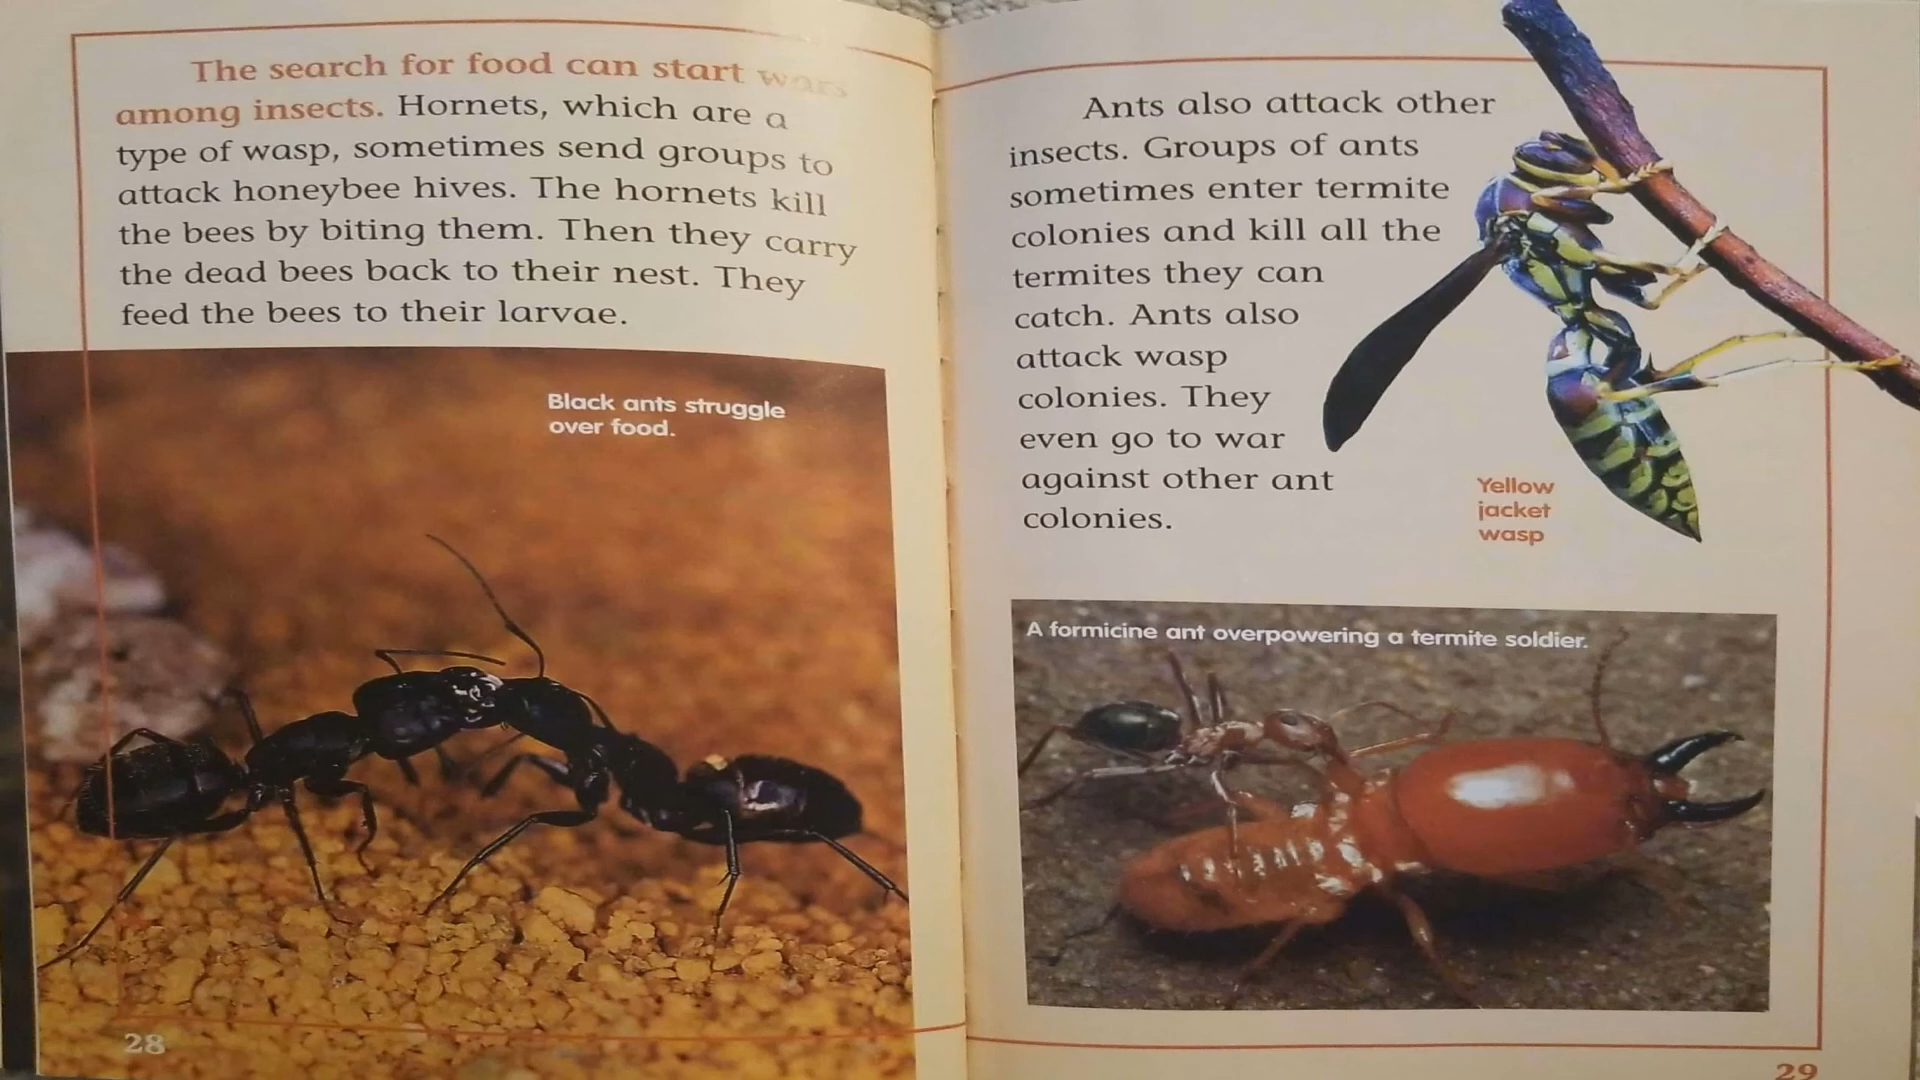 The search for food can start wars
among insects. Hornets, which are a
type of wasp, sometimes send groups to
attack honeybee hives. The hornets kill
the bees by biting them. Then they carry
the dead bees back to their nest. They
feed the bees to their larvae.
Black ants struggle
over food.
28
Ants also attack other
insects. Groups of ants
sometimes enter termite
colonies and kill all the
termites they can
catch. Ants also
attack wasp
colonies. They
even go to war
against other ant
colonies.
Yellow
jacket
wasp
A formicine ant overpowering a termite soldier.
29